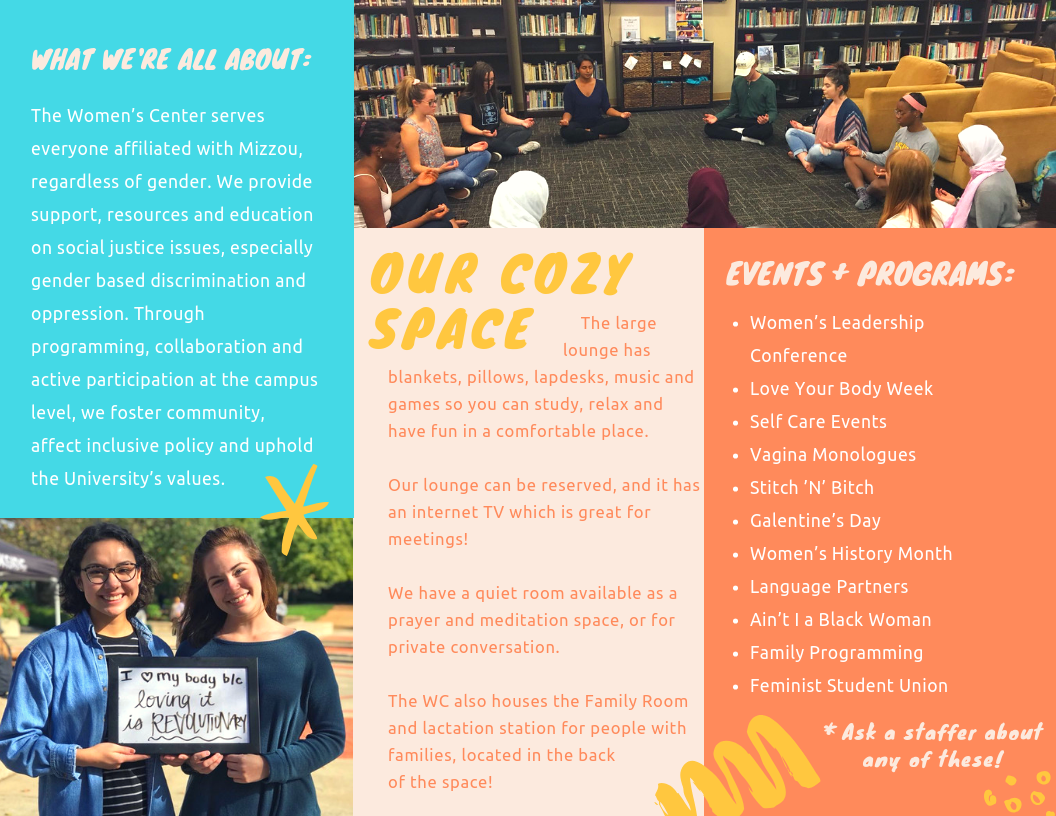 WHAT WE'RE ALL ABOUT:
The Women's Center serves
everyone affiliated with Mizzou,
regardless of gender. We provide
support, resources and education
on social justice issues, especially
gender based discrimination and
oppression. Through
programming, collaboration and
active participation at the campus
level, we foster community,
affect inclusive policy and uphold
the University's values.
I ♡ my body b/c
loving it
is REVOLUTIONARY
OUR COZY
SPACE
The large
lounge has
blankets, pillows, lapdesks, music and
games so you can study, relax and
have fun in a comfortable place.
Our lounge can be reserved, and it has
an internet TV which is great for
meetings!
We have a quiet room available as a
prayer and meditation space, or for
private conversation.
The WC also houses the Family Room
and lactation station for people with
families, located in the back
of the space!
EVENTS + PROGRAMS:
• Women's Leadership
Conference
• Love Your Body Week
• Self Care Events
• Vagina Monologues
• Stitch 'N' Bitch
• Galentine's Day
• Women's History Month
• Language Partners
• Ain't I a Black Woman
• Family Programming
• Feminist Student Union
* Ask a staffer about
any of these!